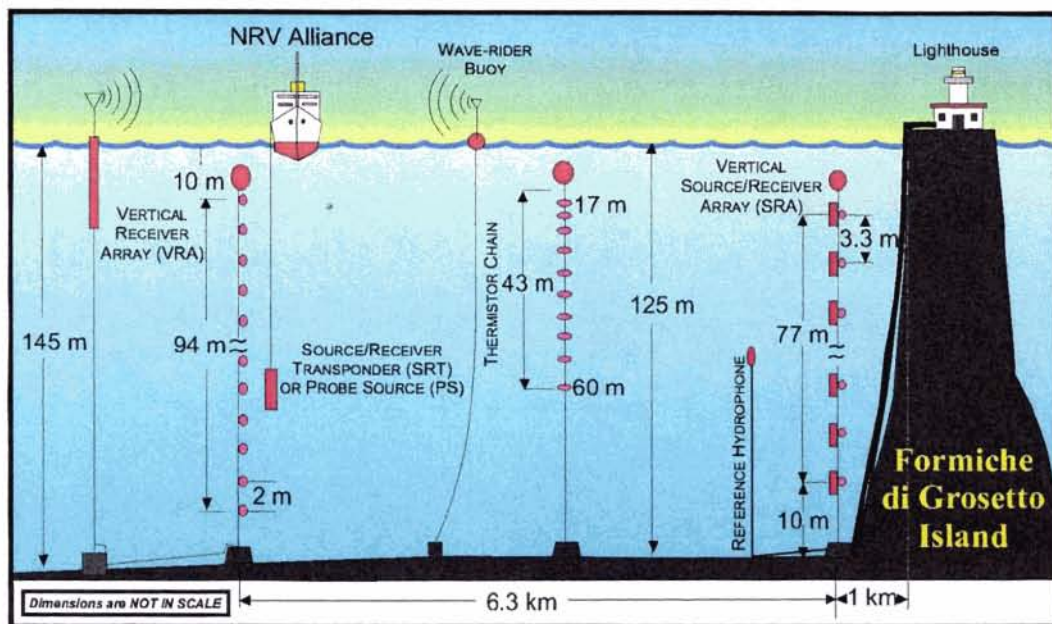 NRV Alliance
WAVE-RIDER
BUOY
Lighthouse
10 m
VERTICAL
RECEIVER
ARRAY (VRA)
145 m
94 m
2 m
SOURCE/RECEIVER
TRANSPONDER (SRT)
OR PROBE SOURCE (PS)
THERMISTOR CHAIN
17 m
43 m
60 m
125 m
VERTICAL
SOURCE/RECEIVER
ARRAY (SRA)
3.3 m
77 m
10 m
REFERENCE HYDROPHONE
Formiche
di Grosetto
Island
Dimensions are NOT IN SCALE
6.3 km
1 km